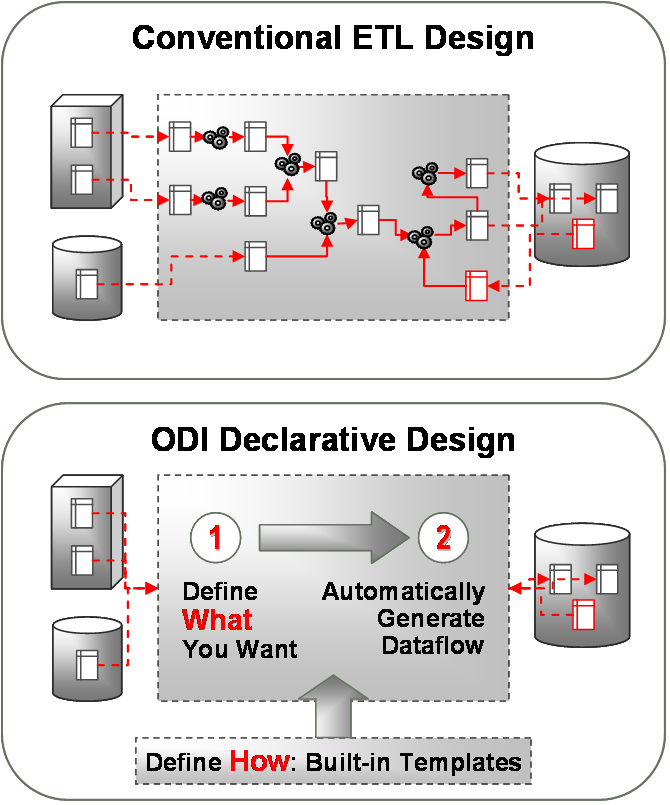 Conventional ETL Design
ODI Declarative Design
1
2
Define
What
You Want
Automatically
Generate
Dataflow
Define How: Built-in Templates